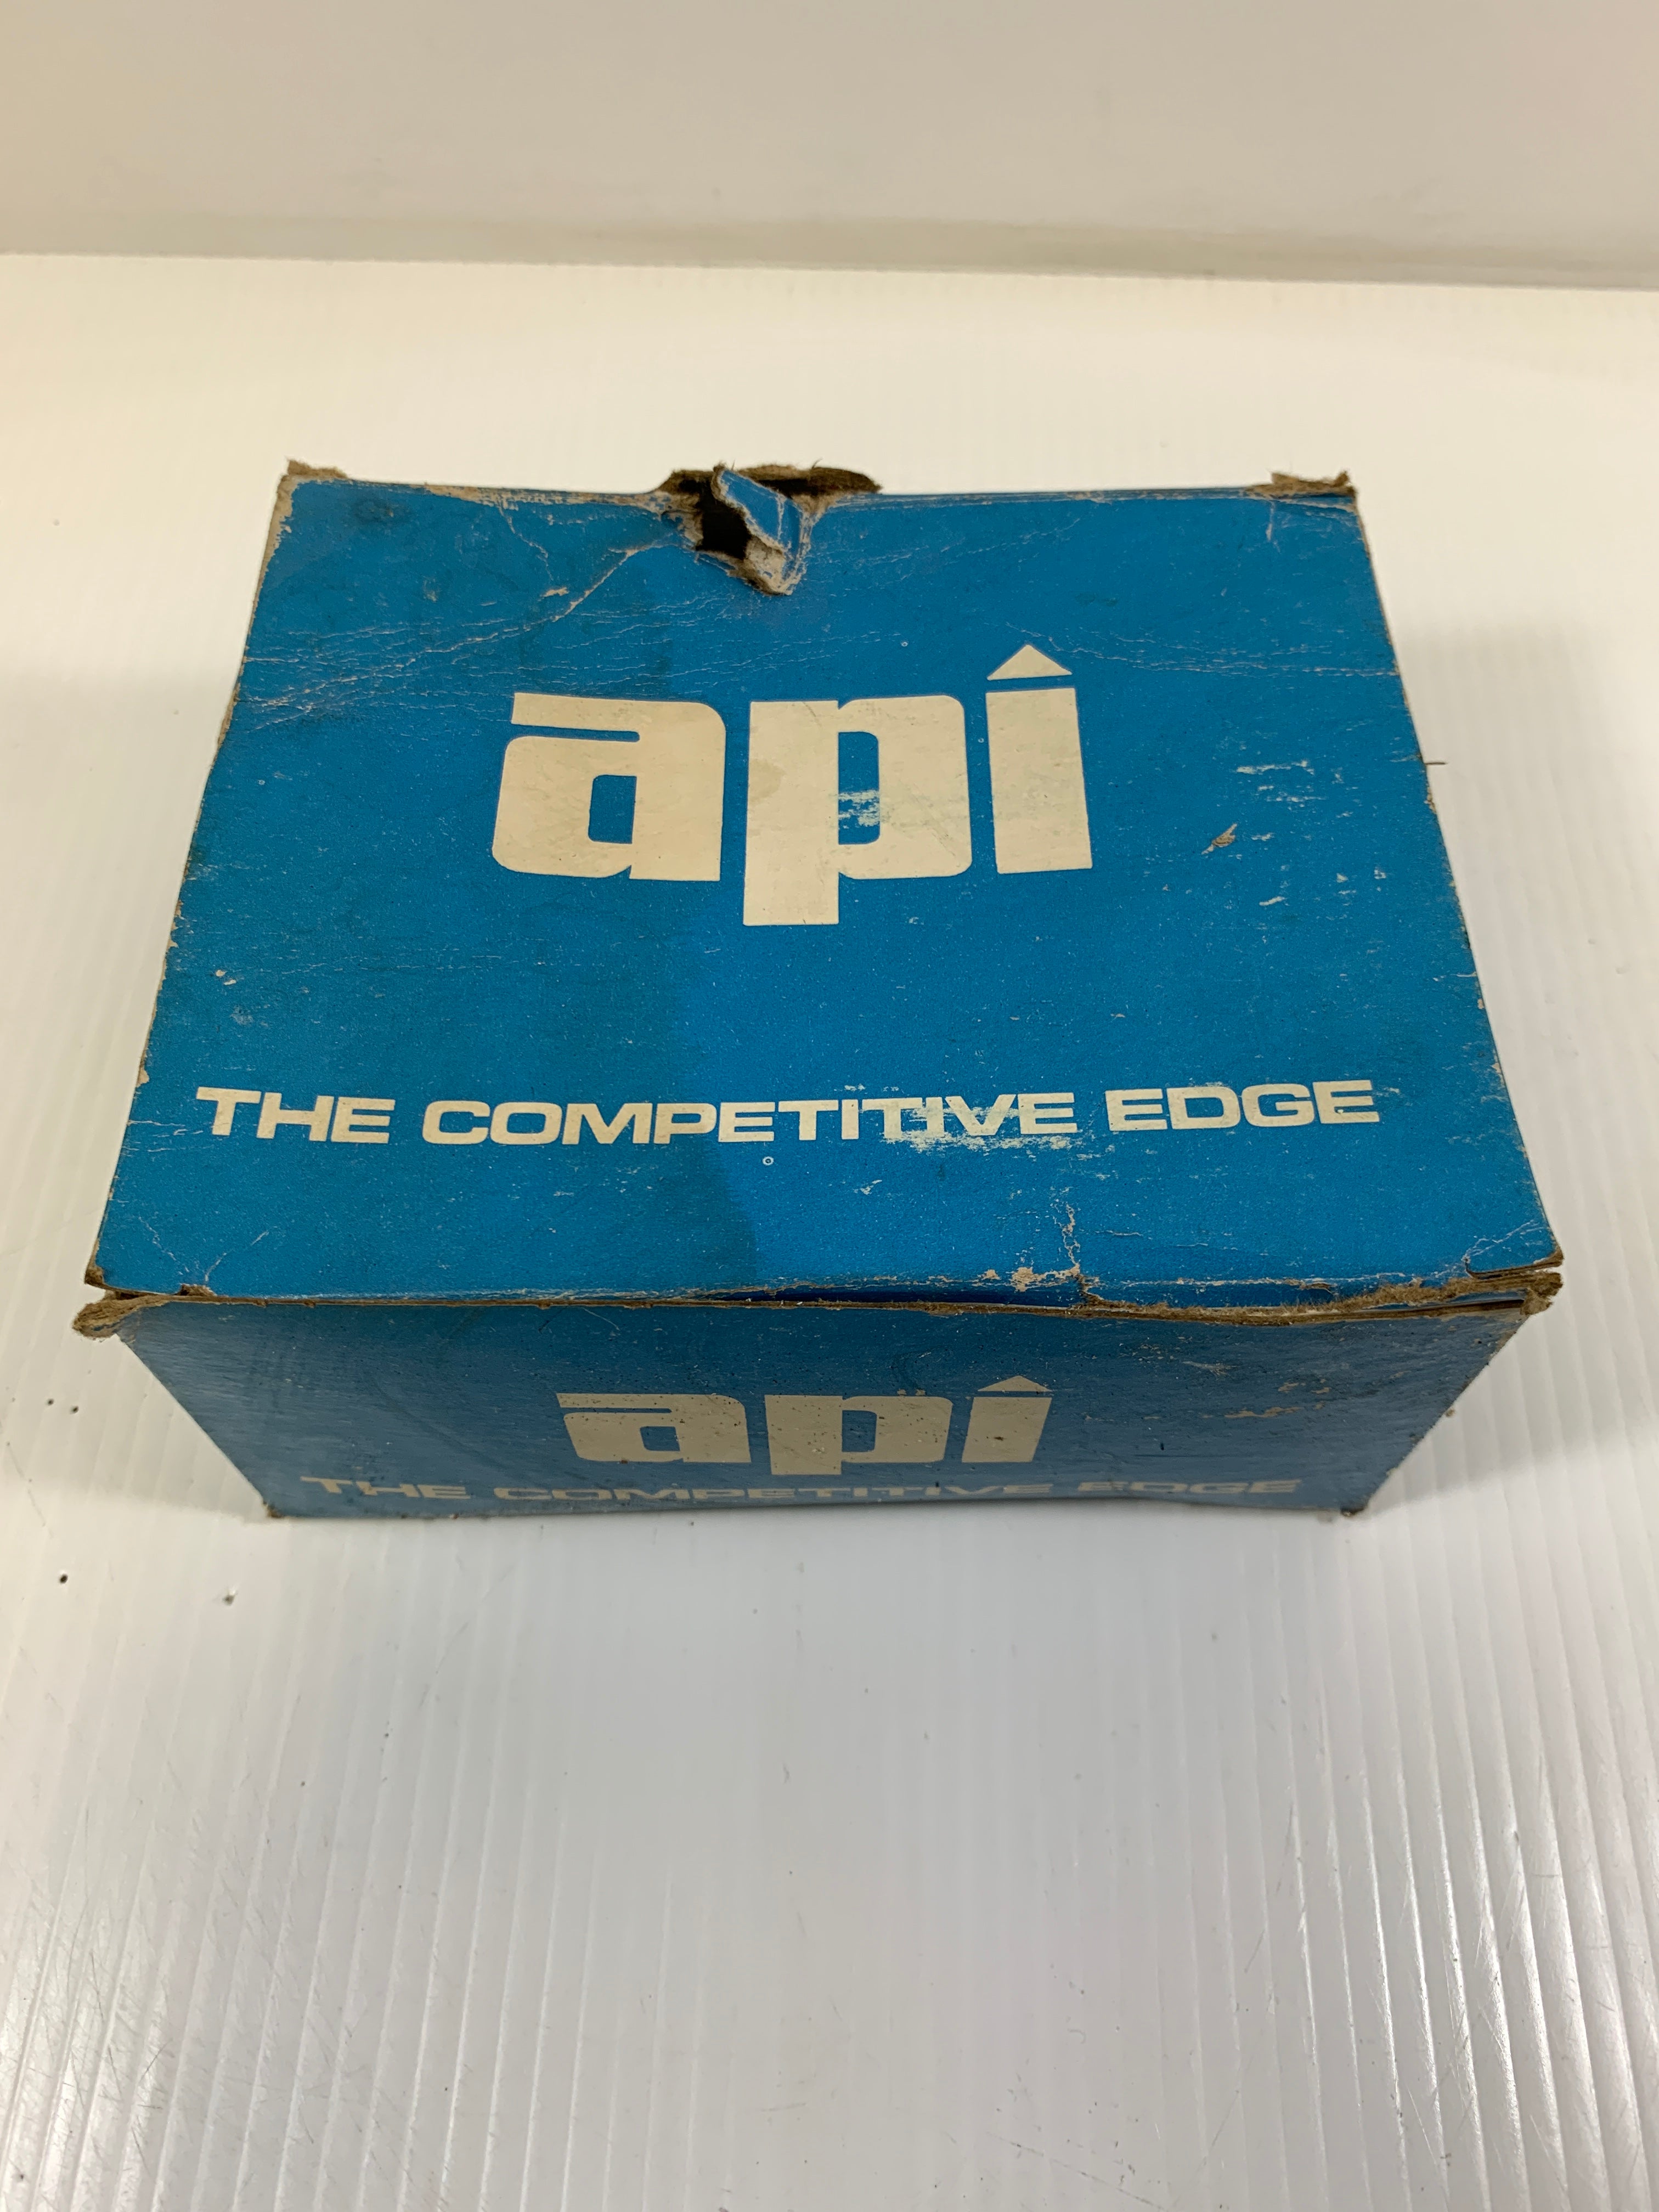 api
THE COMPETITIVE EDGE
api
THE COMPETITIVE EDGE